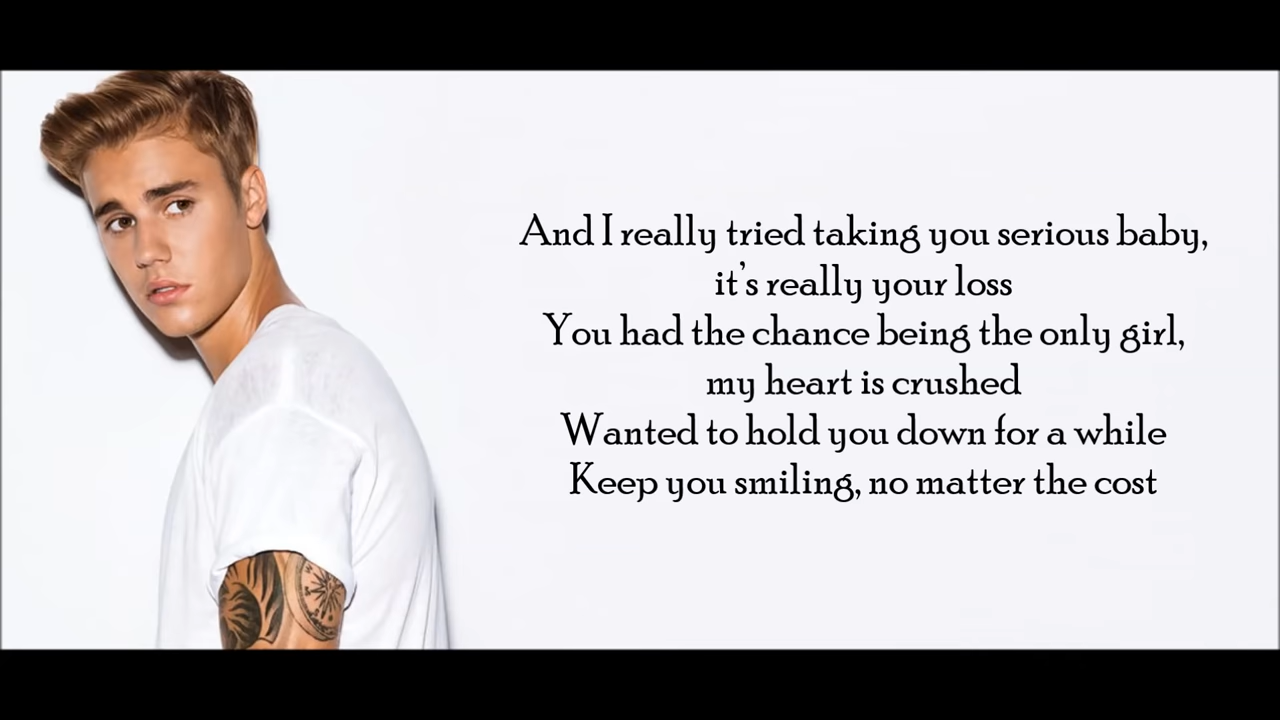 And I really tried taking you serious baby,
it's really your loss
You had the chance being the only girl,
my heart is crushed
Wanted to hold you down for a while
Keep you smiling, no matter the cost